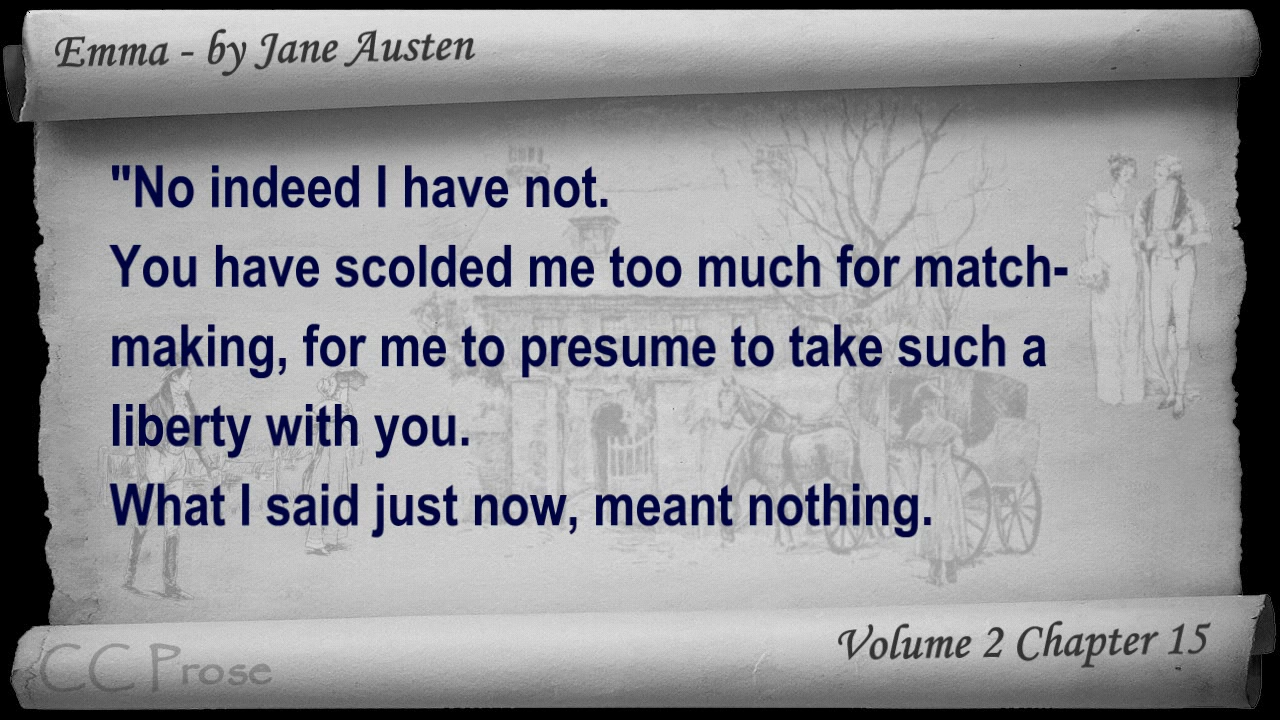 Emma - by Jane Austen
"No indeed I have not.
You have scolded me too much for match-
making, for me to presume to take such a
liberty with you.
What I said just now, meant nothing.
Volume 2 Chapter 15
CC Prose